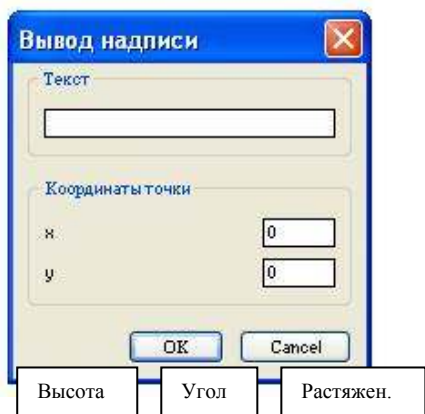 Вывод надписи
Текст
Координаты точки
x 0
y 0
OK Cancel
Высота Угол Растяжен.